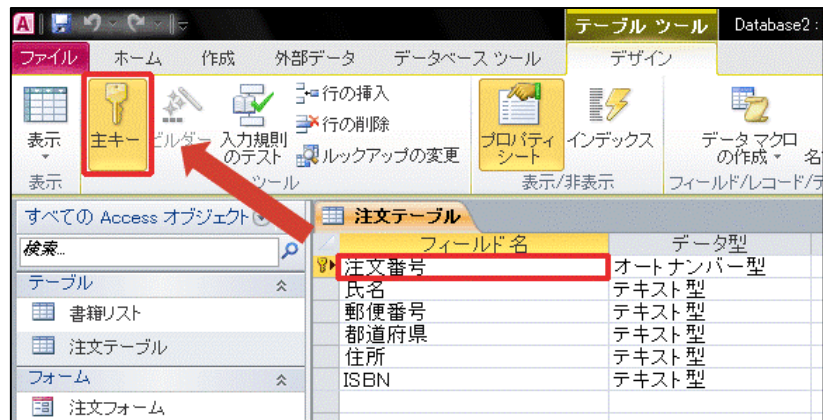 テーブル ツール Database2 :
ファイル ホーム 作成 外部データ データベース ツール デザイン
表示 主キー ビルダー 入力規則のテスト
行の挿入
行の削除
ルックアップの変更
プロパティ シート インデックス データ マクロの作成 名
表示 ツール 表示/非表示 フィールド/レコード/テ
すべての Access オブジェクト
検索...
テーブル
書籍リスト
注文テーブル
フォーム
注文フォーム
注文テーブル
フィールド名 データ型
注文番号 オートナンバー型
氏名 テキスト型
郵便番号 テキスト型
都道府県 テキスト型
住所 テキスト型
ISBN テキスト型